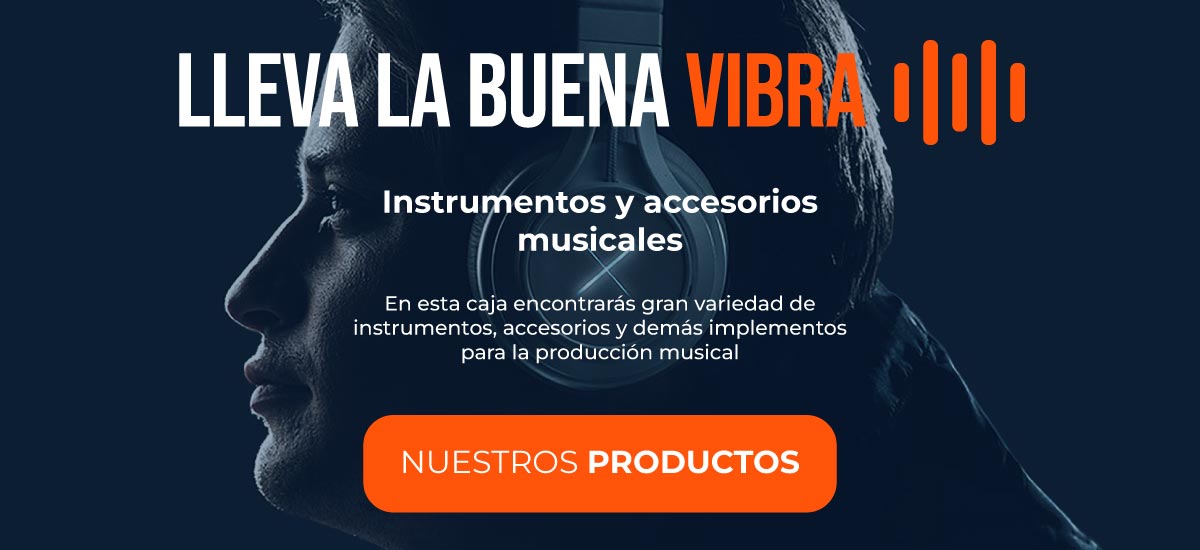 LLEVA LA BUENA VIBRA
Instrumentos y accesorios
musicales
En esta caja encontrarás gran variedad de
instrumentos, accesorios y demás implementos
para la producción musical
NUESTROS PRODUCTOS